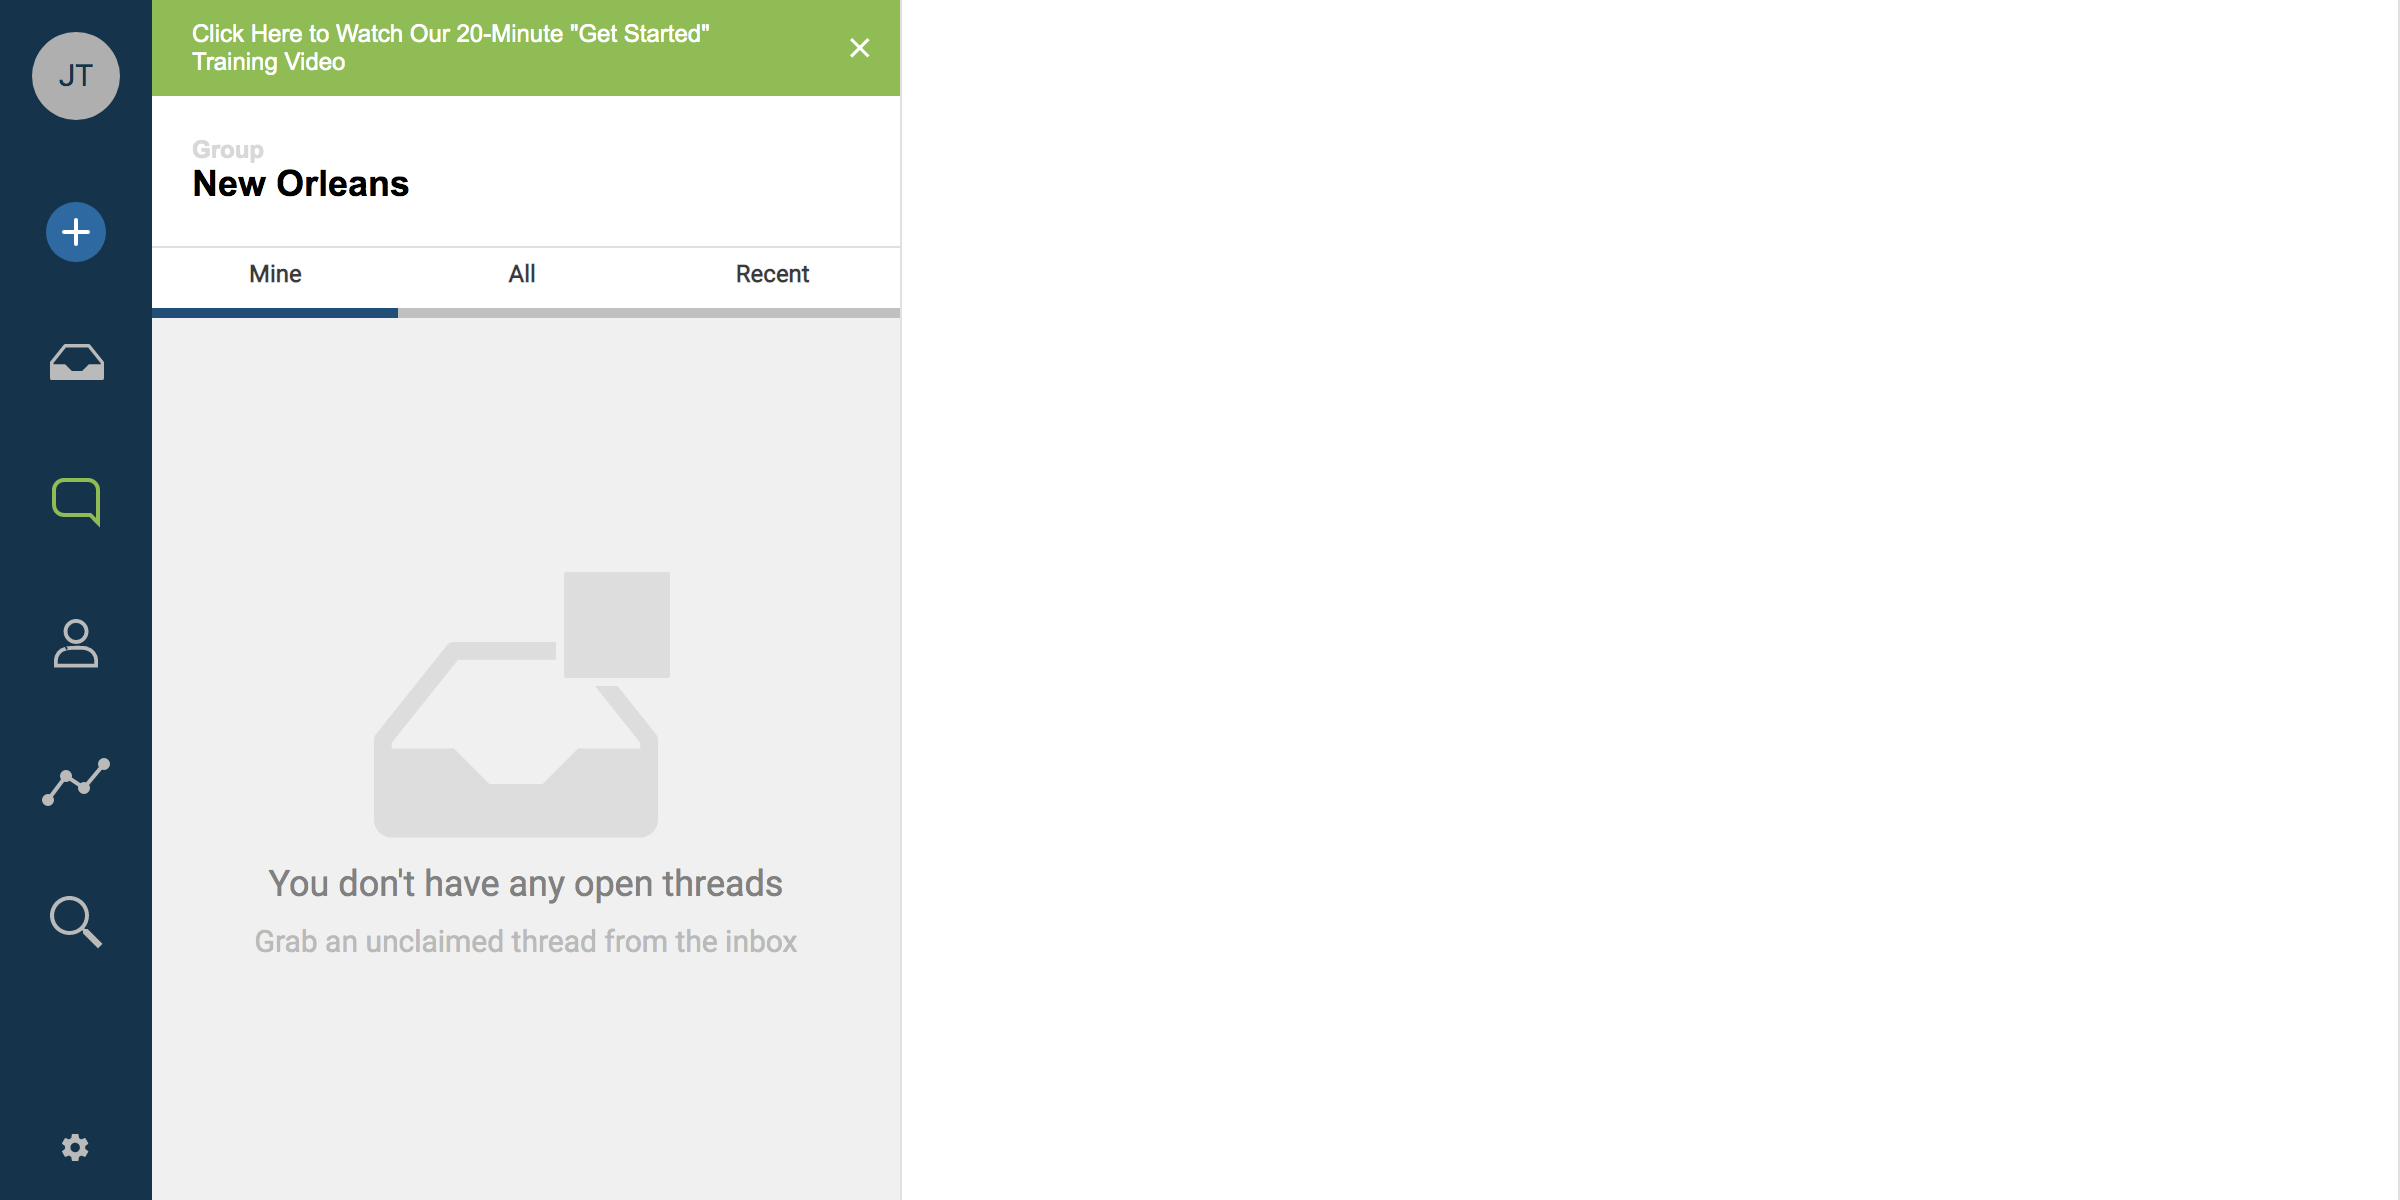 JT
Click Here to Watch Our 20-Minute "Get Started"
Training Video
Group
New Orleans
Mine
All
Recent
You don't have any open threads
Grab an unclaimed thread from the inbox